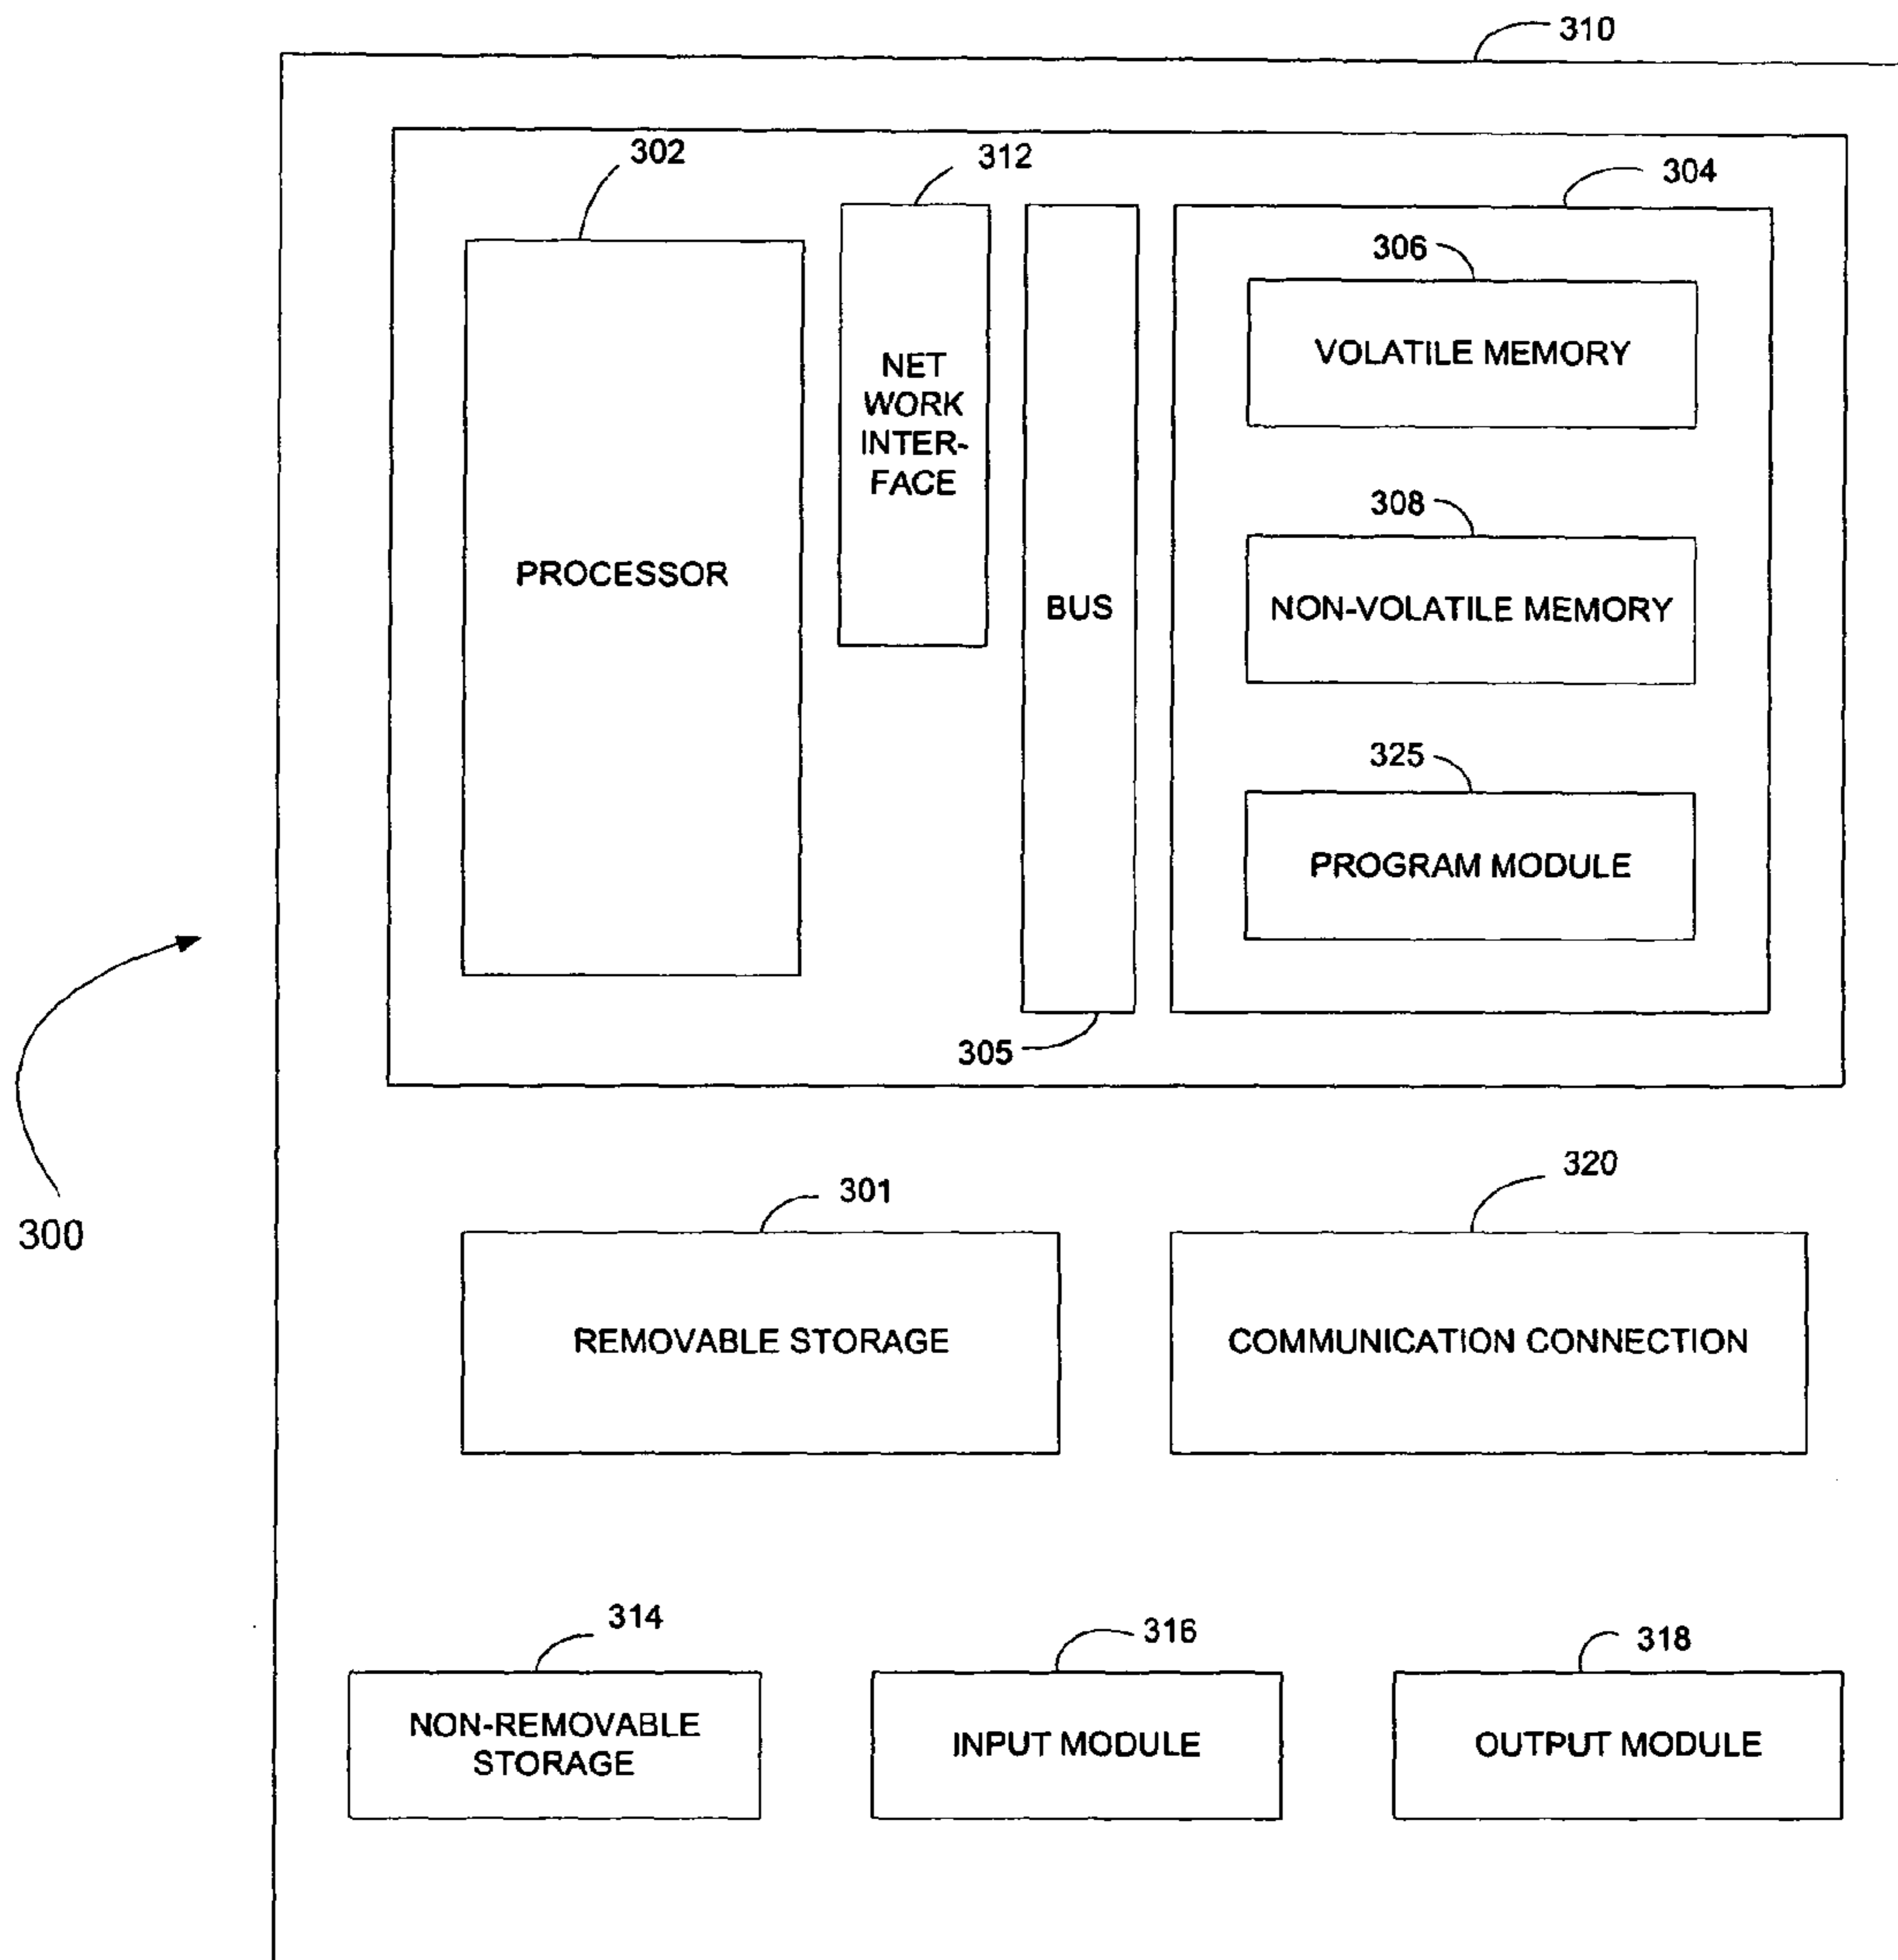 310
302
312
304
306
VOLATILE MEMORY
NET
WORK
INTER-
FACE
308
PROCESSOR
BUS
NON-VOLATILE MEMORY
325
PROGRAM MODULE
305
300
301
320
REMOVABLE STORAGE
COMMUNICATION CONNECTION
314
316
318
NON-REMOVABLE
STORAGE
INPUT MODULE
OUTPUT MODULE